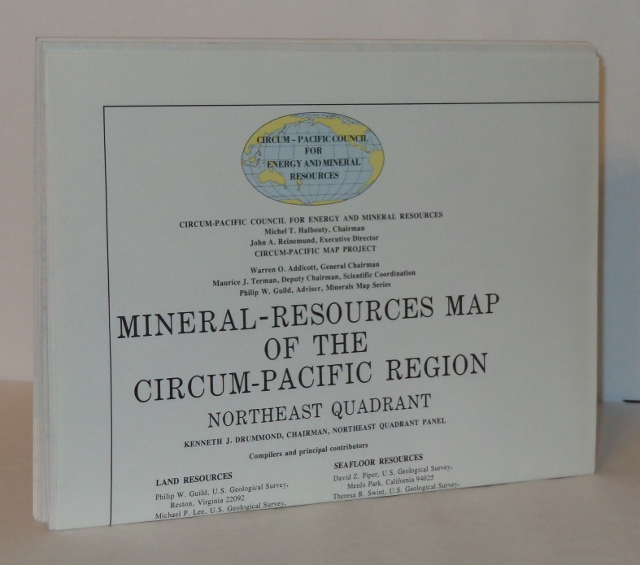 CIRCUM - PACIFIC COUNCIL
FOR
ENERGY AND MINERAL
RESOURCES
CIRCUM-PACIFIC COUNCIL FOR ENERGY AND MINERAL RESOURCES
Michel T. Halbouty, Chairman
John A. Reinemund, Executive Director
CIRCUM-PACIFIC MAP PROJECT
Warren O. Addicott, General Chairman
Maurice J. Terman, Deputy Chairman, Scientific Coordination
Philip W. Guild, Adviser, Minerals Map Series
MINERAL-RESOURCES MAP
OF THE
CIRCUM-PACIFIC REGION
NORTHEAST QUADRANT
KENNETH J. DRUMMOND, CHAIRMAN, NORTHEAST QUADRANT PANEL
Compilers and principal contributors
LAND RESOURCES
Philip W. Guild, U.S. Geological Survey,
Reston, Virginia 22092
Michael P. Lee, U.S. Geological Survey,
SEAFLOOR RESOURCES
David Z. Piper, U.S. Geological Survey,
Menlo Park, California 94025
Theresa R. Swint, U.S. Geological Survey,